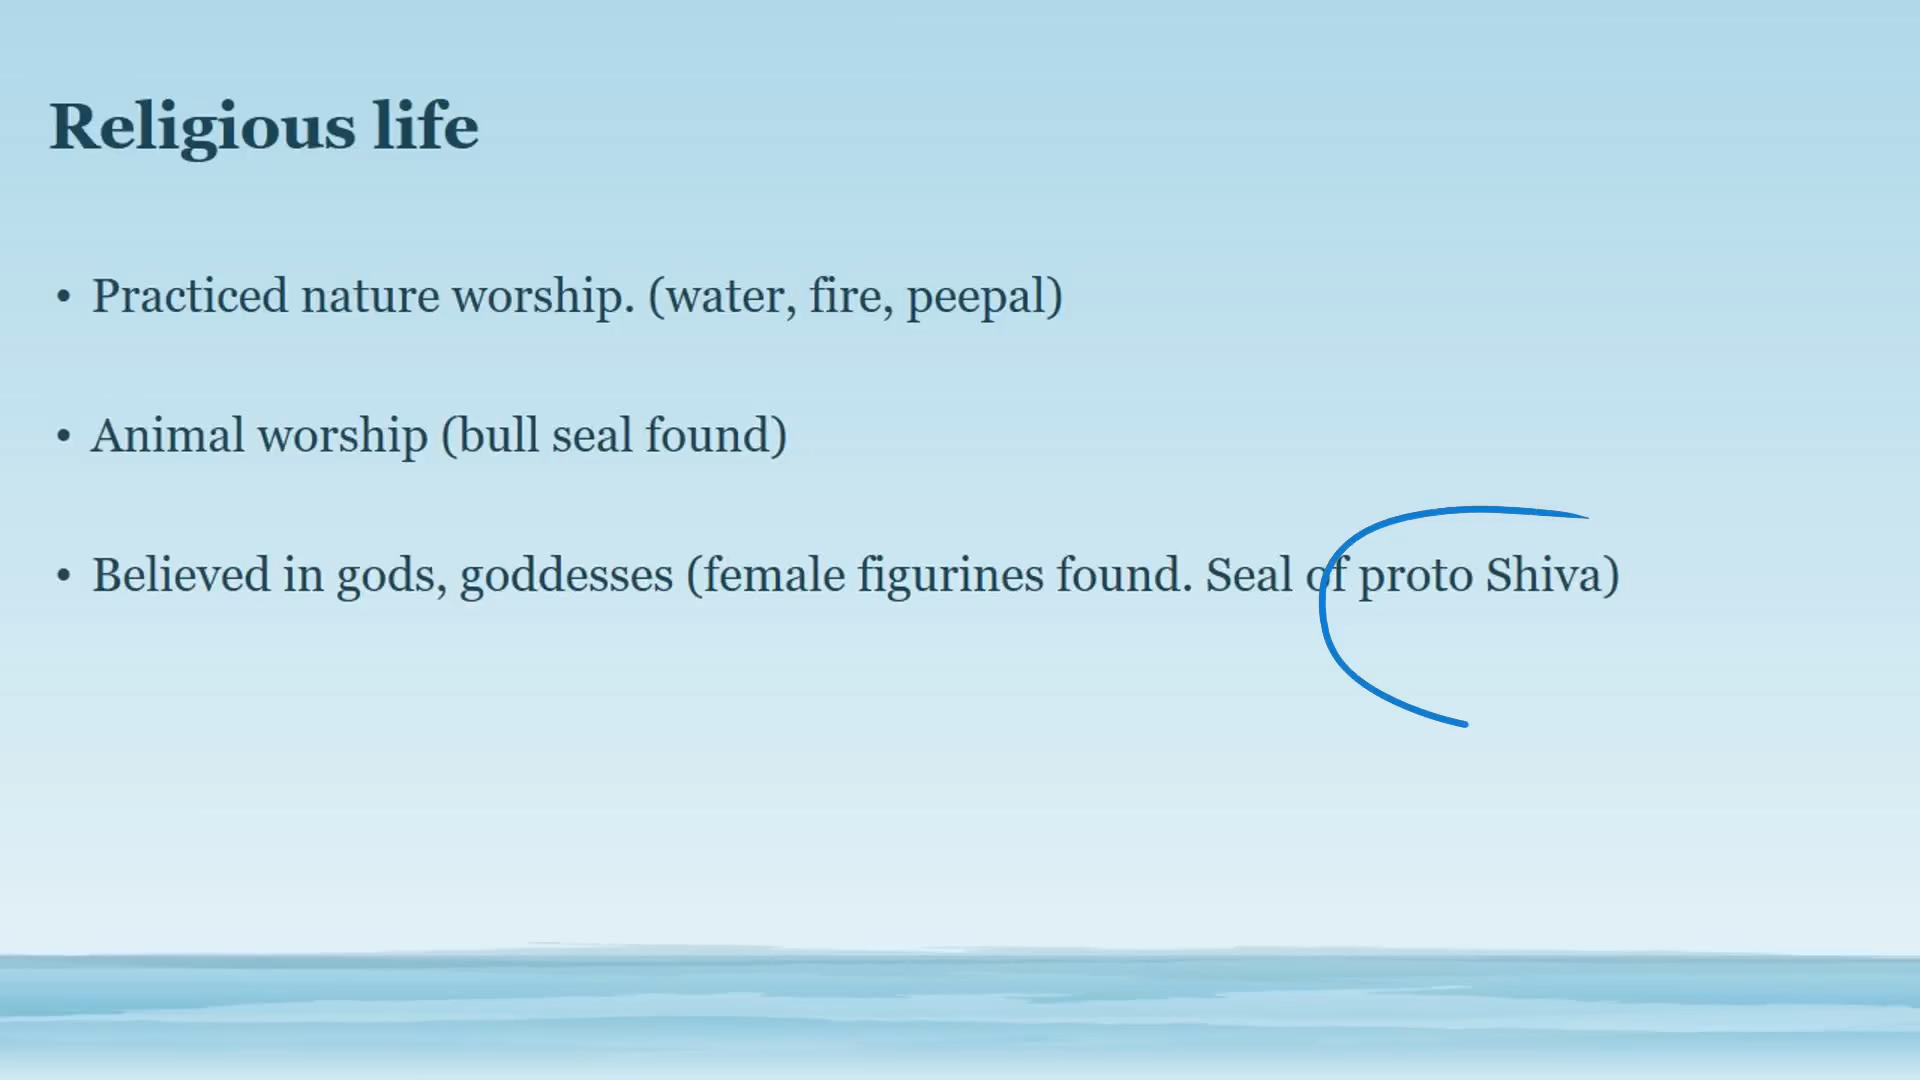 Religious life
• Practiced nature worship. (water, fire, peepal)
• Animal worship (bull seal found)
• Believed in gods, goddesses (female figurines found. Seal of proto Shiva)